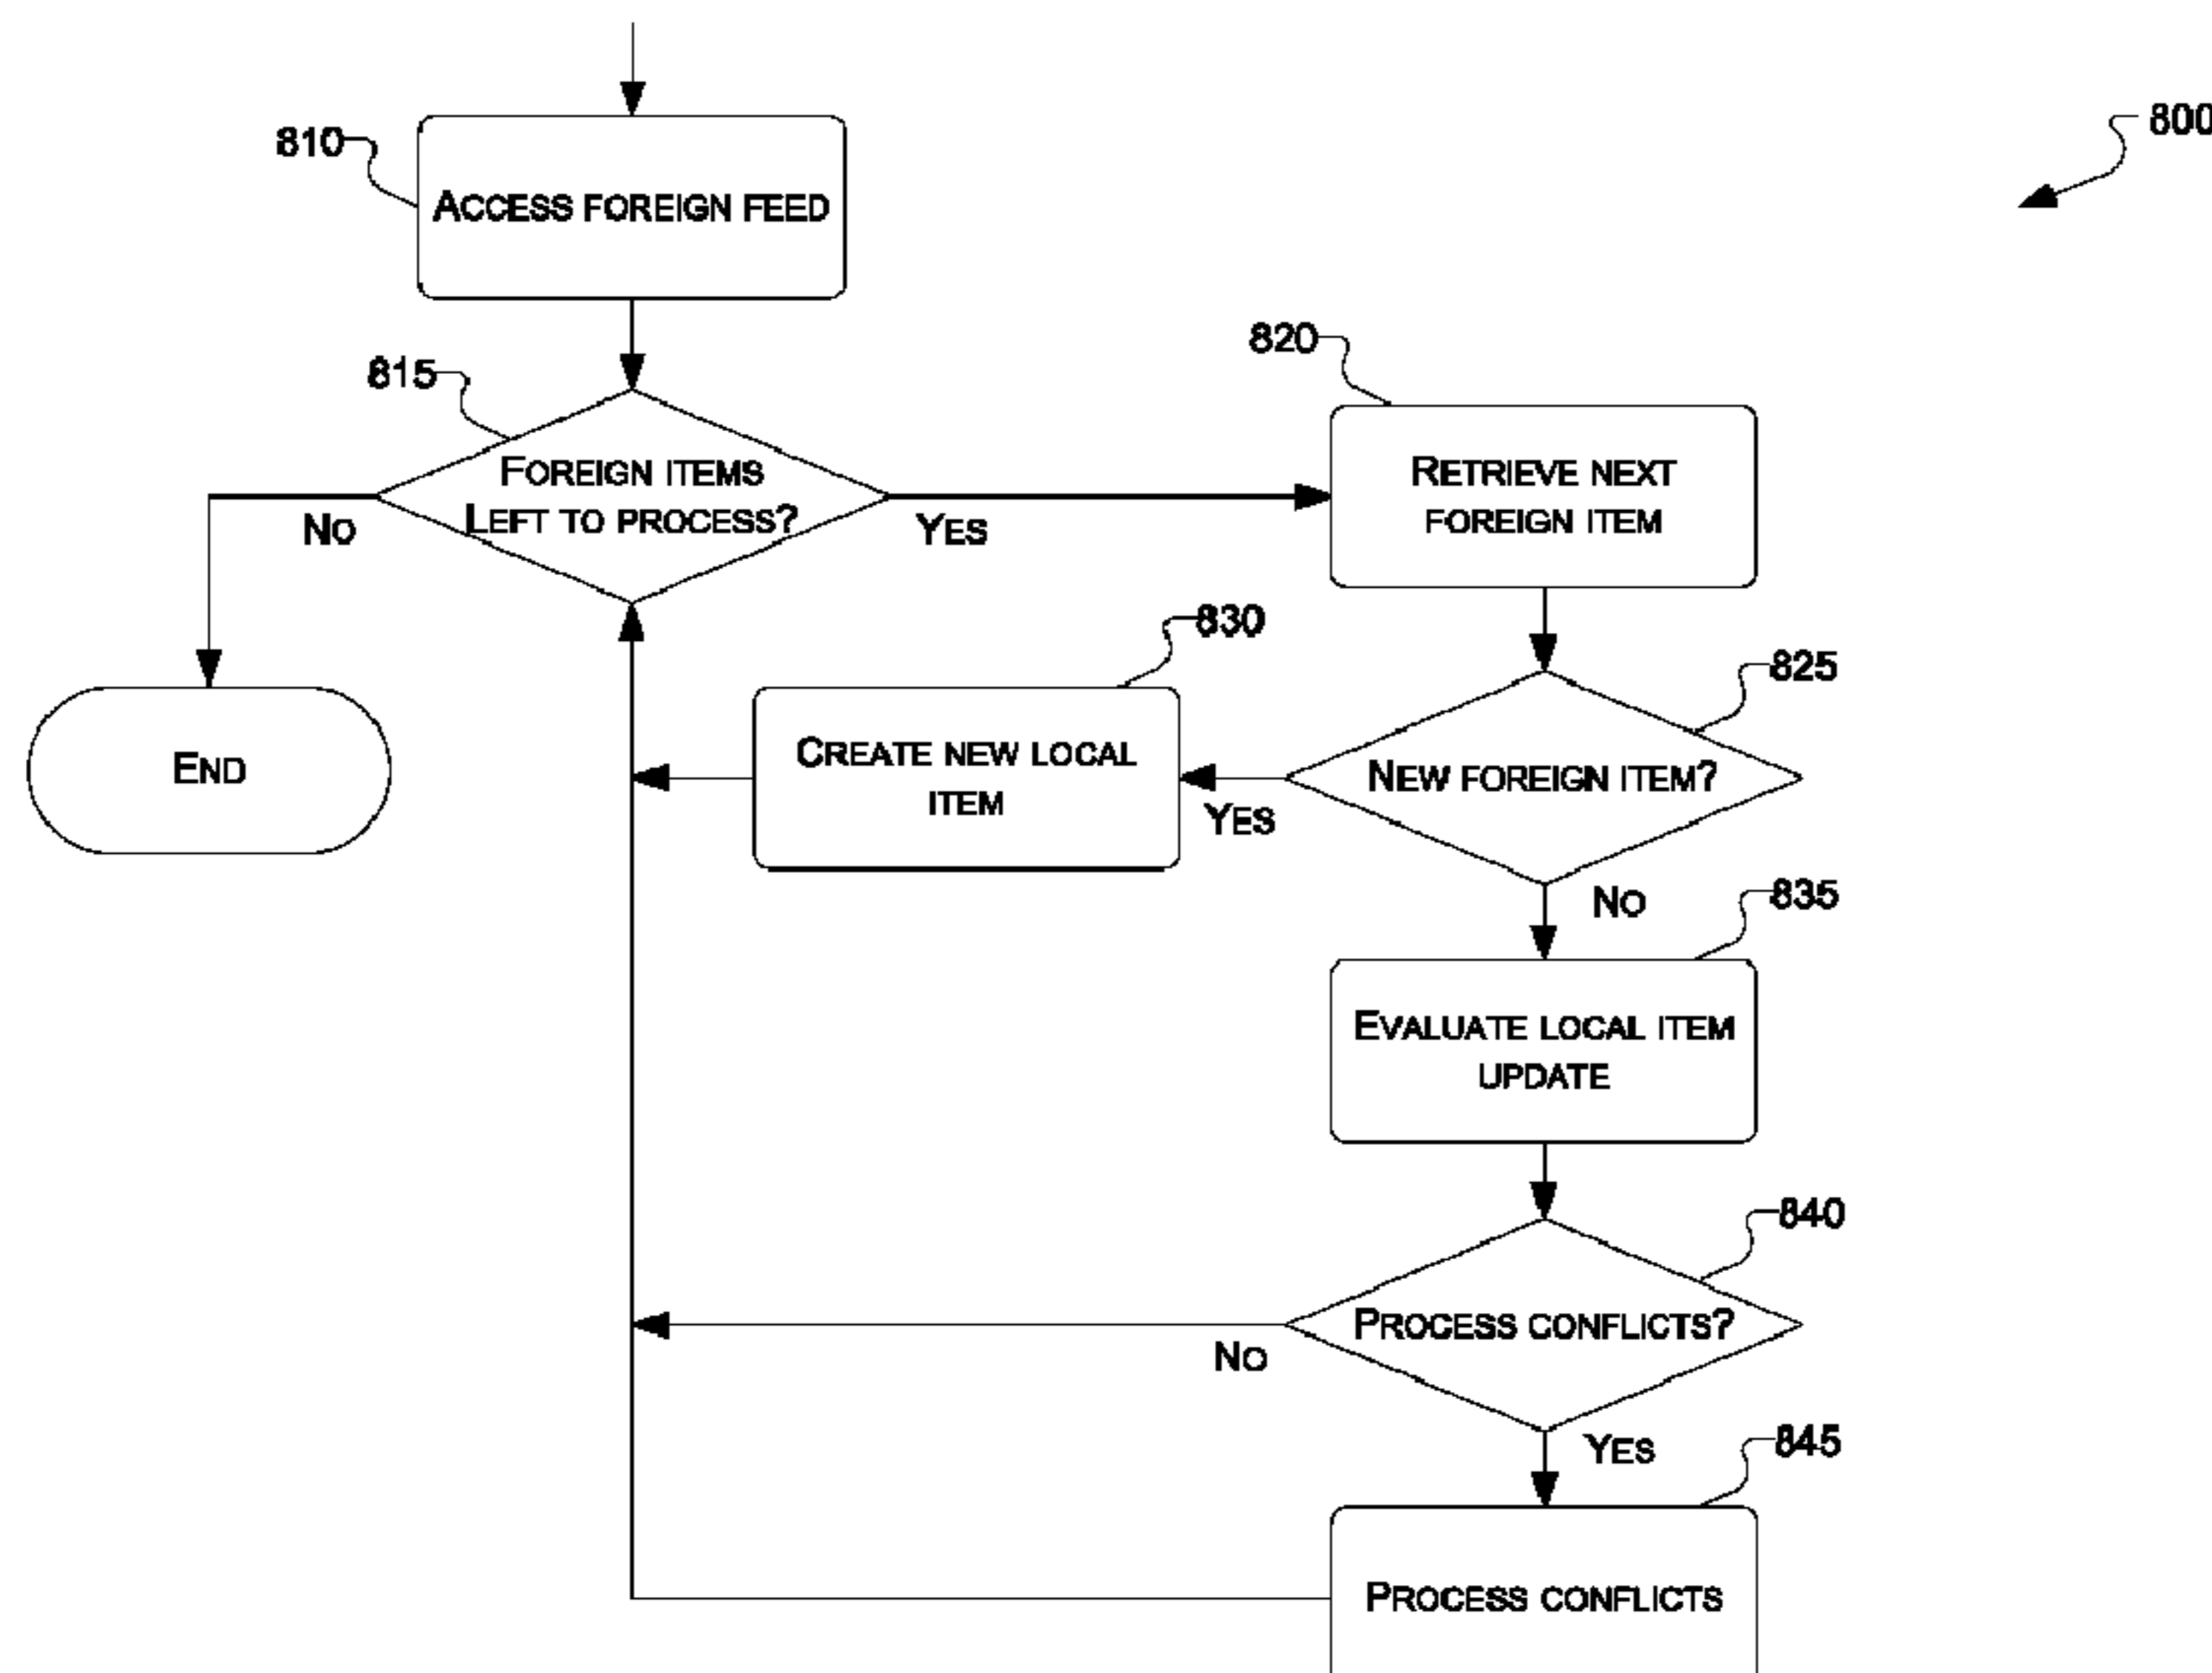 800
810
ACCESS FOREIGN FEED
815
FOREIGN ITEMS
LEFT TO PROCESS?
NO
YES
820
RETRIEVE NEXT
FOREIGN ITEM
END
830
CREATE NEW LOCAL
ITEM
825
NEW FOREIGN ITEM?
YES
NO
835
EVALUATE LOCAL ITEM
UPDATE
840
PROCESS CONFLICTS?
NO
YES
845
PROCESS CONFLICTS